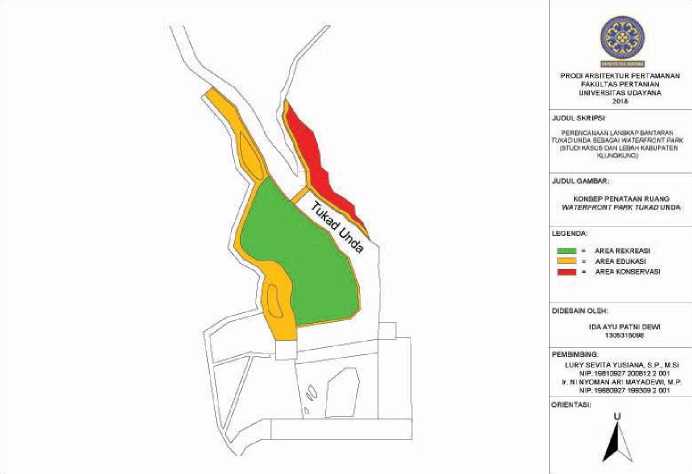 Tukad Unda
UNIVERSITAS UDAYANA
PRODI ARSITEKTUR PERTAMANAN
FAKULTAS PERTANIAN
UNIVERSITAS UDAYANA
2018
JUDUL SKRIPSI:
PERENCANAAN LANSKAP BANTARAN
TUKAD UNDA SEBAGAI WATERFRONT PARK
(STUDI KASUS DAN LEBAH KABUPATEN
KLUNGKUNG)
JUDUL GAMBAR:
KONSEP PENATAAN RUANG
WATERFRONT PARK TUKAD UNDA
LEGENDA:
= AREA REKREASI
= AREA EDUKASI
= AREA KONSERVASI
DIDESAIN OLEH:
IDA AYU PATNI DEWI
1305315098
PEMBIMBING:
LURY SEVITA YUSIANA, S.P., M.Si
NIP. 19810927 200812 2 001
Ir. NI NYOMAN ARI MAYADEWI, M.P.
NIP. 19680927 199309 2 001
ORIENTASI:
U